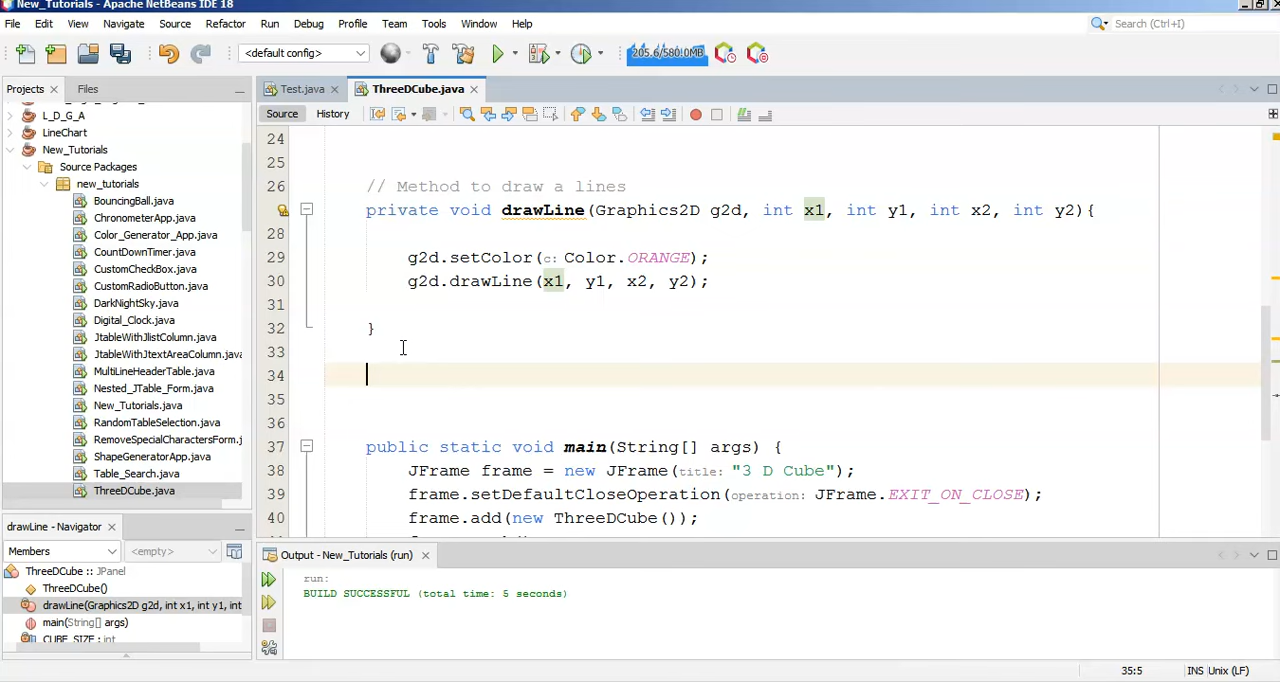 New_Tutorials - Apache NetBeans IDE 18
File Edit View Navigate Source Refactor Run Debug Profile Team Tools Window Help
Search (Ctrl+I)
<default config>
205.6/580.0MB
Projects Files
Test.java ThreeDCube.java
Source History
L_D_G_A
LineChart
New_Tutorials
Source Packages
new_tutorials
BouncingBall.java
ChronometerApp.java
Color_Generator_App.java
CountDownTimer.java
CustomCheckBox.java
CustomRadioButton.java
DarkNightSky.java
Digital_Clock.java
JtableWithJlistColumn.java
JtableWithJtextAreaColumn.java
MultiLineHeaderTable.java
Nested_JTable_Form.java
New_Tutorials.java
RandomTableSelection.java
RemoveSpecialCharactersForm.j
ShapeGeneratorApp.java
Table_Search.java
ThreeDCube.java
24
25
26 // Method to draw a lines
27 private void drawLine(Graphics2D g2d, int x1, int y1, int x2, int y2){
28
29 g2d.setColor(c: Color.ORANGE);
30 g2d.drawLine(x1, y1, x2, y2);
31
32 }
33
34
35
36
37 public static void main(String[] args) {
38 JFrame frame = new JFrame(title: "3 D Cube");
39 frame.setDefaultCloseOperation(operation: JFrame.EXIT_ON_CLOSE);
40 frame.add(new ThreeDCube());
drawLine - Navigator
Members <empty>
ThreeDCube :: JPanel
ThreeDCube()
drawLine(Graphics2D g2d, int x1, int y1, int
main(String[] args)
CUBE_SIZE : int
Output - New_Tutorials (run)
run:
BUILD SUCCESSFUL (total time: 5 seconds)
35:5 INS Unix (LF)